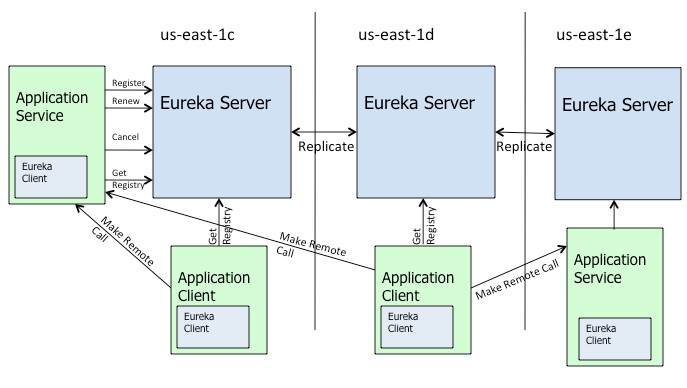 us-east-1c
us-east-1d
us-east-1e
Application
Service
Eureka
Client
Register
Renew
Cancel
Get
Registry
Eureka Server
Replicate
Eureka Server
Replicate
Eureka Server
Make Remote
Call
Get
Registry
Make Remote
Call
Get
Registry
Make Remote Call
Application
Client
Eureka
Client
Application
Client
Eureka
Client
Application
Service
Eureka
Client